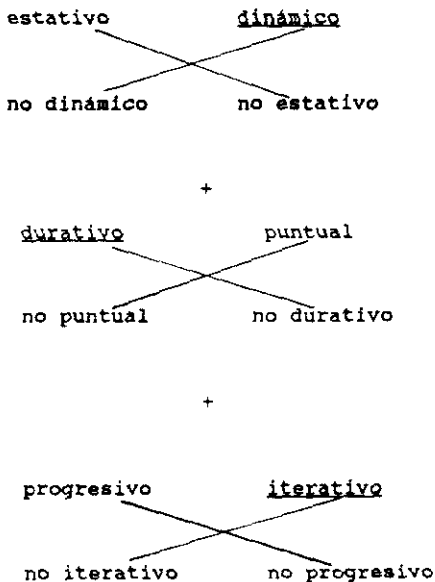 estativo dinámico
no dinámico no estativo
+
durativo puntual
no puntual no durativo
+
progresivo iterativo
no iterativo no progresivo